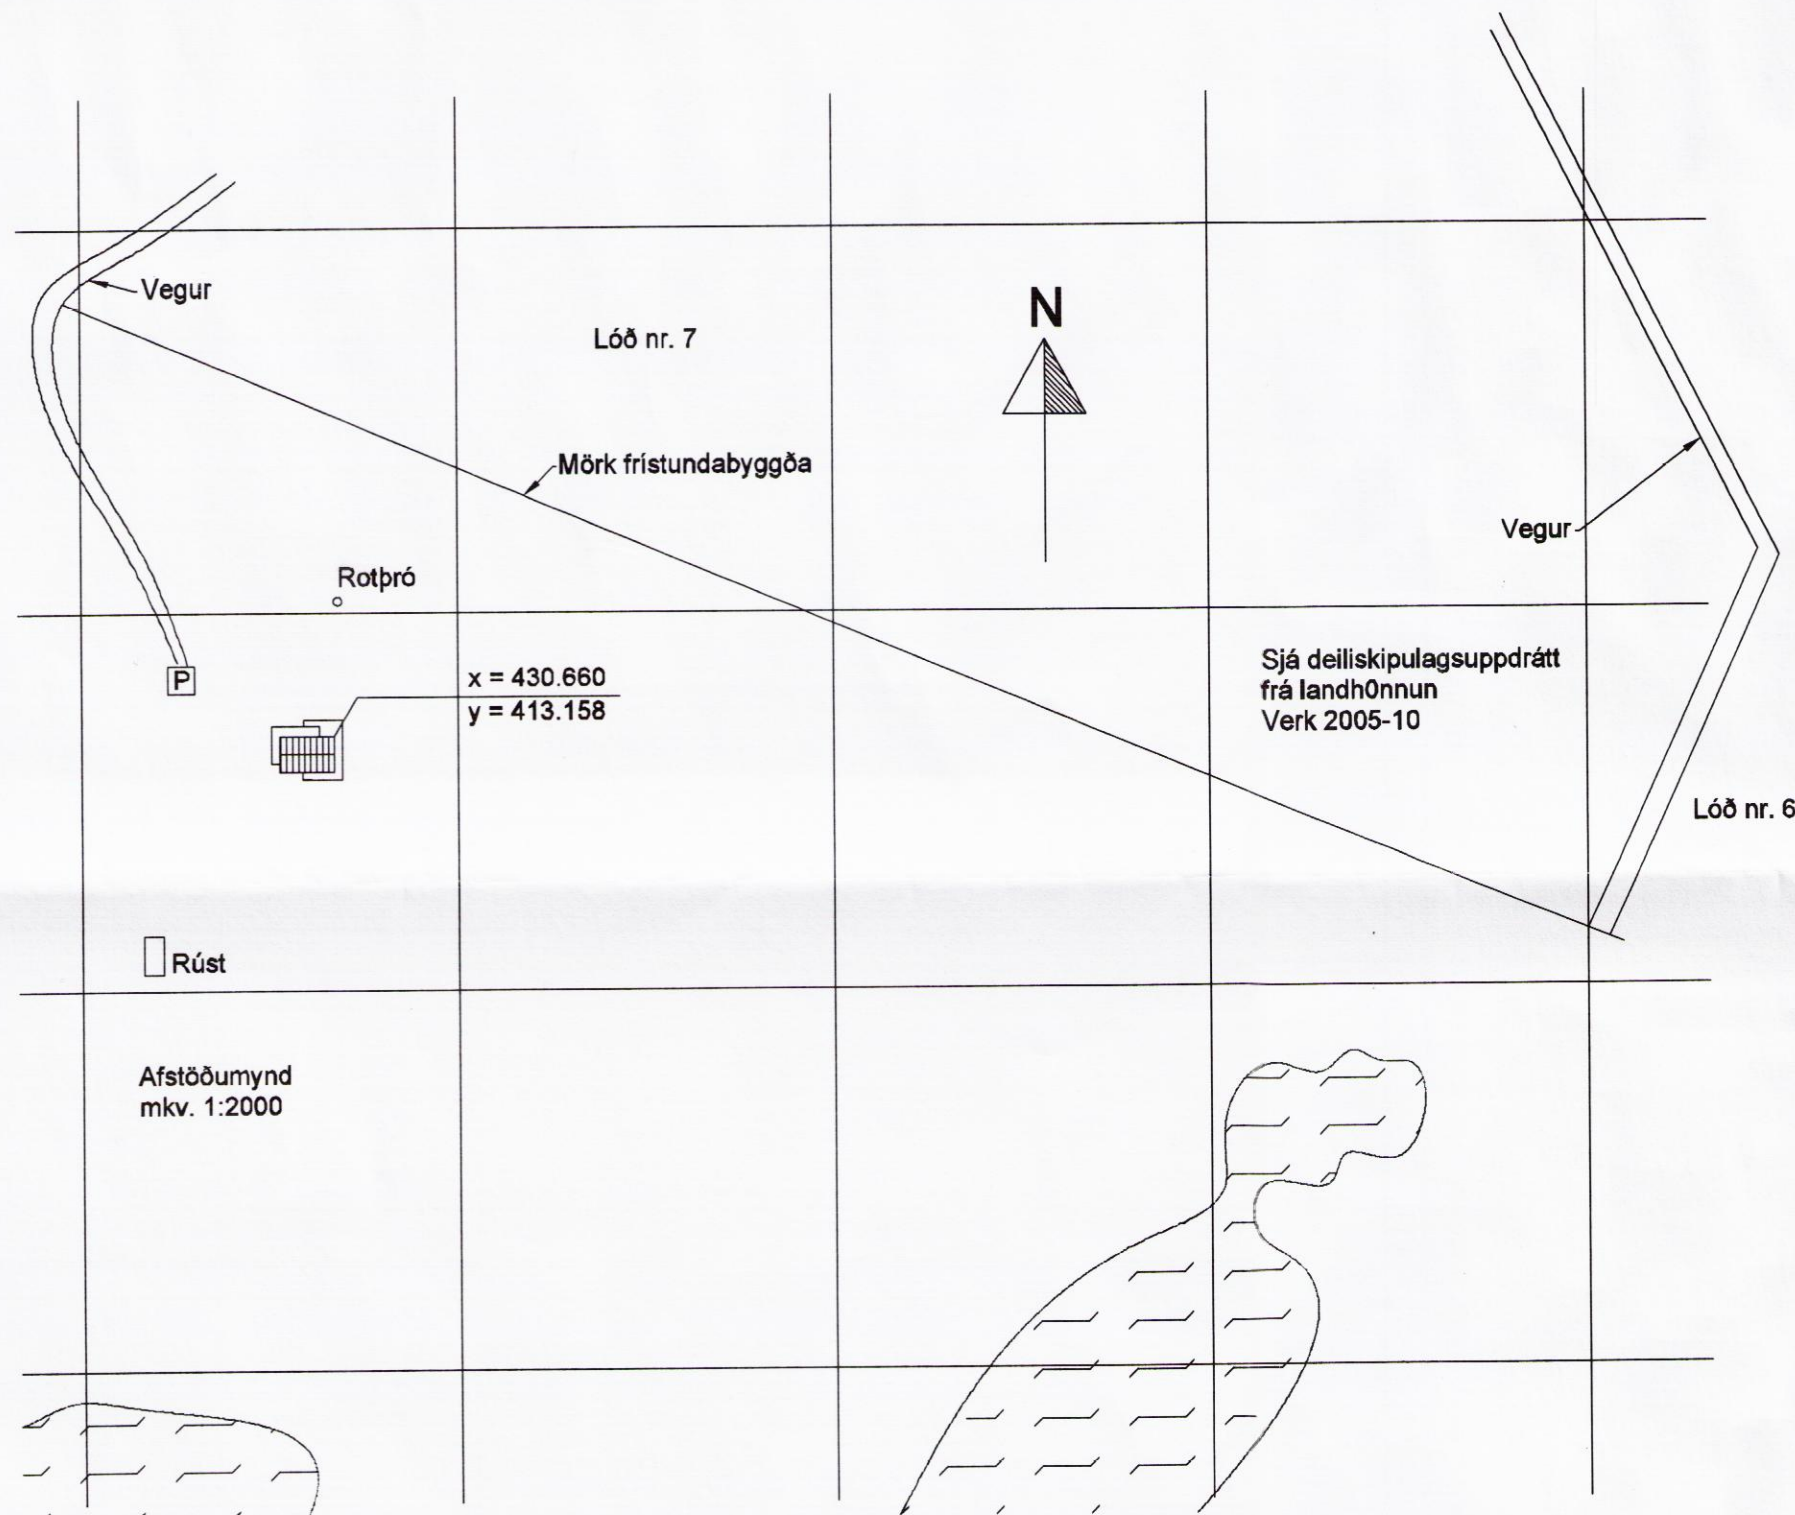 Vegur
Lóð nr. 7
N
Mörk frístundabyggða
Vegur
Rotþró
P
x = 430.660
y = 413.158
Sjá deiliskipulagsuppdrátt
frá landh0nnun
Verk 2005-10
Lóð nr. 6
Rúst
Afstöðumynd
mkv. 1:2000